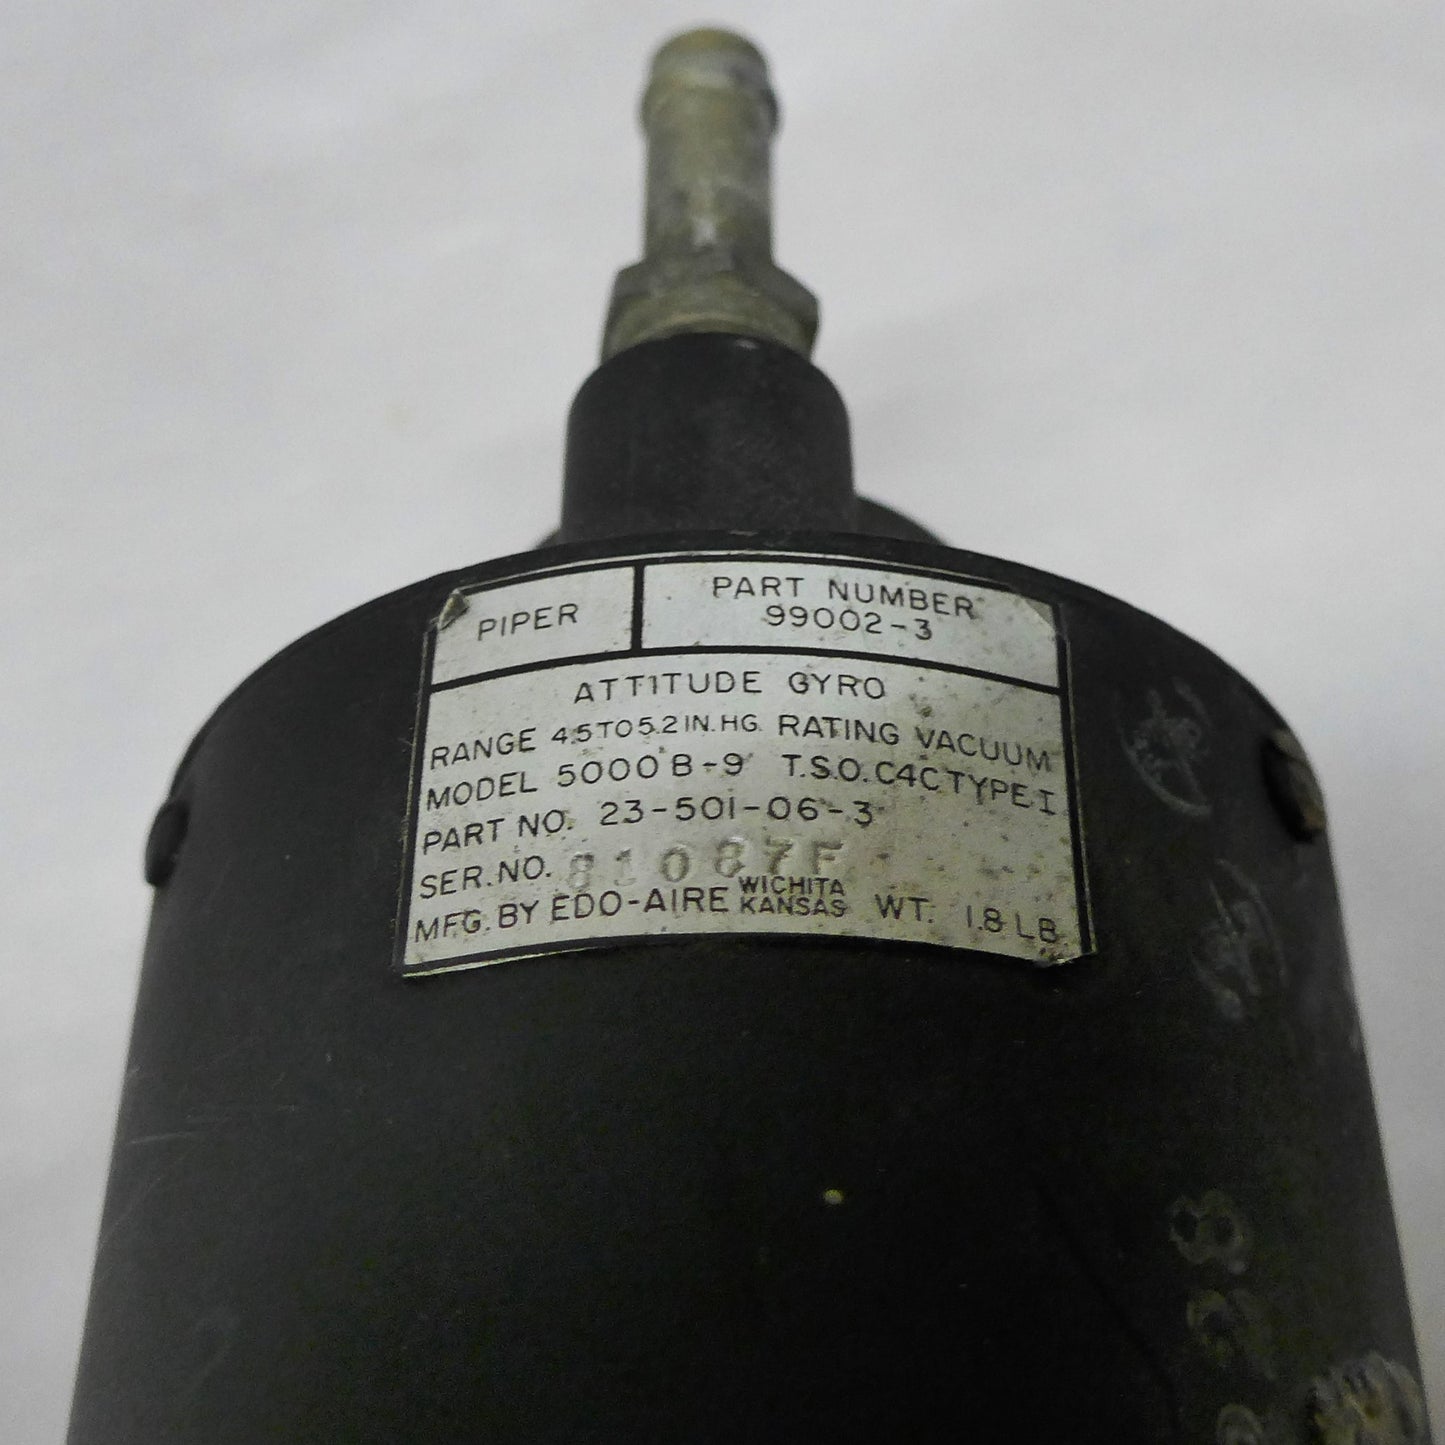 PIPER
PART NUMBER
99002-3
ATTITUDE GYRO
RANGE 4.5 TO 5.2 IN. HG. RATING VACUUM
MODEL 5000 B-9 T.S.O. C4C TYPE I
PART NO. 23-501-06-3
SER. NO. 81087F
MFG. BY EDO-AIRE WICHITA KANSAS WT. 1.8 LB.